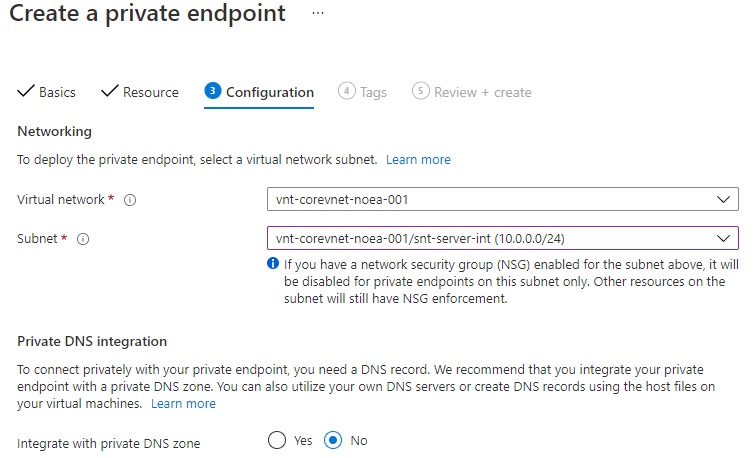 Create a private endpoint ...
Basics Resource 3 Configuration 4 Tags 5 Review + create
Networking
To deploy the private endpoint, select a virtual network subnet. Learn more
Virtual network * vnt-corevnet-noea-001
Subnet * vnt-corevnet-noea-001/snt-server-int (10.0.0.0/24)
If you have a network security group (NSG) enabled for the subnet above, it will
be disabled for private endpoints on this subnet only. Other resources on the
subnet will still have NSG enforcement.
Private DNS integration
To connect privately with your private endpoint, you need a DNS record. We recommend that you integrate your private
endpoint with a private DNS zone. You can also utilize your own DNS servers or create DNS records using the host files on
your virtual machines. Learn more
Integrate with private DNS zone Yes No